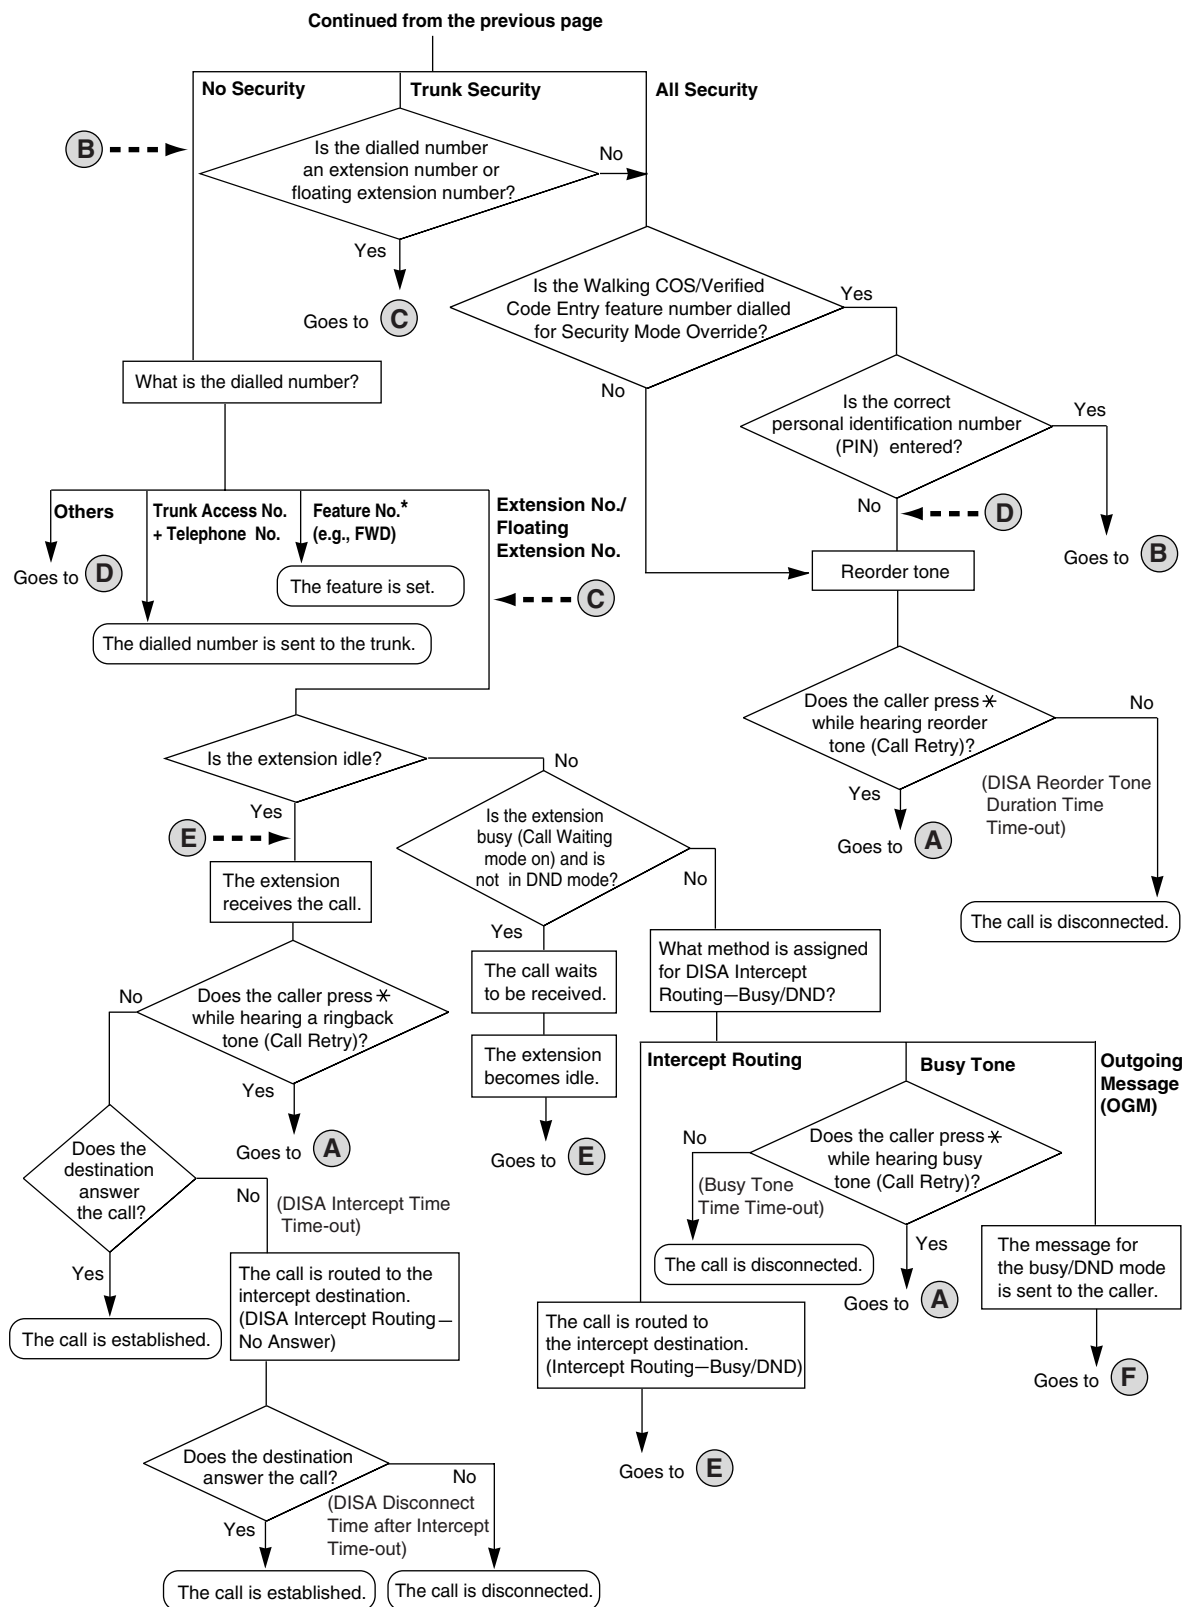 Continued from the previous page
No Security
Trunk Security
All Security
B
Is the dialled number
an extension number or
floating extension number?
No
Yes
Goes to C
Is the Walking COS/Verified
Code Entry feature number dialled
for Security Mode Override?
Yes
No
What is the dialled number?
Is the correct
personal identification number
(PIN) entered?
Yes
No
D
Goes to B
Others
Trunk Access No.
+ Telephone No.
Feature No.*
(e.g., FWD)
Extension No./
Floating
Extension No.
Goes to D
The feature is set.
C
The dialled number is sent to the trunk.
Reorder tone
Does the caller press *
while hearing reorder
tone (Call Retry)?
No
Yes
(DISA Reorder Tone
Duration Time
Time-out)
Goes to A
The call is disconnected.
Is the extension idle?
No
Yes
E
Is the extension
busy (Call Waiting
mode on) and is
not in DND mode?
No
Yes
The extension
receives the call.
The call waits
to be received.
What method is assigned
for DISA Intercept
Routing—Busy/DND?
No
Does the caller press *
while hearing a ringback
tone (Call Retry)?
Yes
The extension
becomes idle.
Goes to A
Goes to E
Intercept Routing
Busy Tone
Outgoing
Message
(OGM)
No
Does the caller press *
while hearing busy
tone (Call Retry)?
(Busy Tone
Time Time-out)
Yes
The call is disconnected.
Goes to A
The message for
the busy/DND mode
is sent to the caller.
Goes to F
Does the
destination
answer
the call?
No
(DISA Intercept Time
Time-out)
Yes
The call is established.
The call is routed to the
intercept destination.
(DISA Intercept Routing—
No Answer)
The call is routed to
the intercept destination.
(Intercept Routing—Busy/DND)
Goes to E
Does the destination
answer the call?
No
(DISA Disconnect
Time after Intercept
Time-out)
Yes
The call is established.
The call is disconnected.